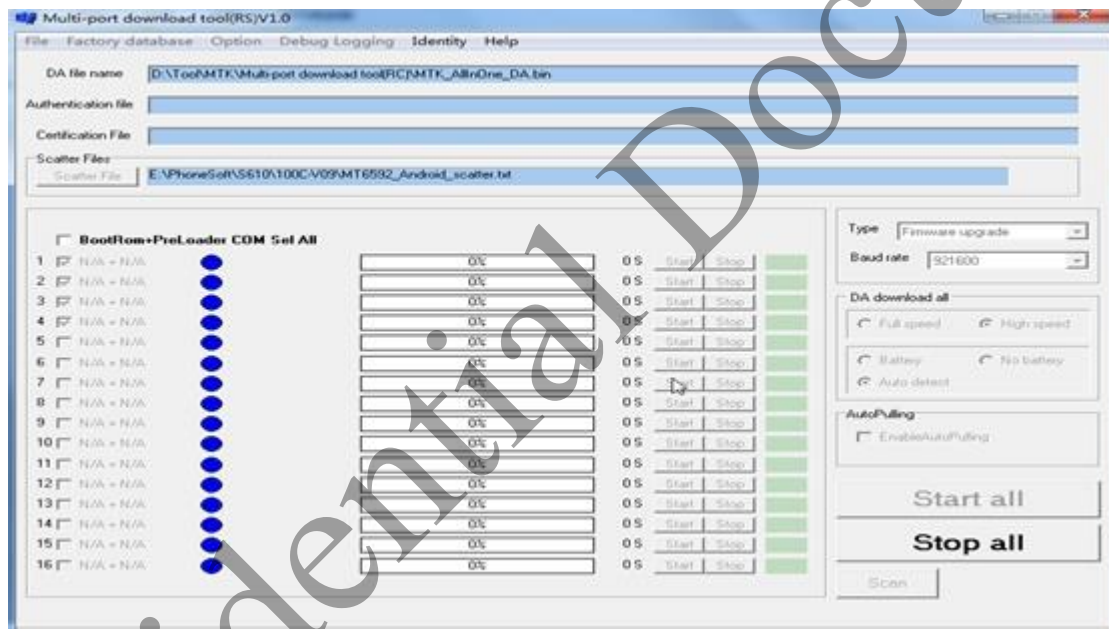 Multi-port download tool(RS)V1.0
File Factory database Option Debug Logging Identity Help
DA file name D:\Tool\MTK\Multi-port download tool(RC)\MTK_AllInOne_DA.bin
Authentication file
Certification File
Scatter Files
Scatter File E:\PhoneSoft\S610\100C-V09\MT6592_Android_scatter.txt
BootRom+PreLoader COM Sel All
1 N/A + N/A 0% 0 S Start Stop
2 N/A + N/A 0% 0 S Start Stop
3 N/A + N/A 0% 0 S Start Stop
4 N/A + N/A 0% 0 S Start Stop
5 N/A + N/A 0% 0 S Start Stop
6 N/A + N/A 0% 0 S Start Stop
7 N/A + N/A 0% 0 S Start Stop
8 N/A + N/A 0% 0 S Start Stop
9 N/A + N/A 0% 0 S Start Stop
10 N/A + N/A 0% 0 S Start Stop
11 N/A + N/A 0% 0 S Start Stop
12 N/A + N/A 0% 0 S Start Stop
13 N/A + N/A 0% 0 S Start Stop
14 N/A + N/A 0% 0 S Start Stop
15 N/A + N/A 0% 0 S Start Stop
16 N/A + N/A 0% 0 S Start Stop
Type Firmware upgrade
Baud rate 921600
DA download all
Full speed High speed
Battery No battery
Auto detect
AutoPulling
EnableAutoPulling
Start all
Stop all
Scan
idential Docu